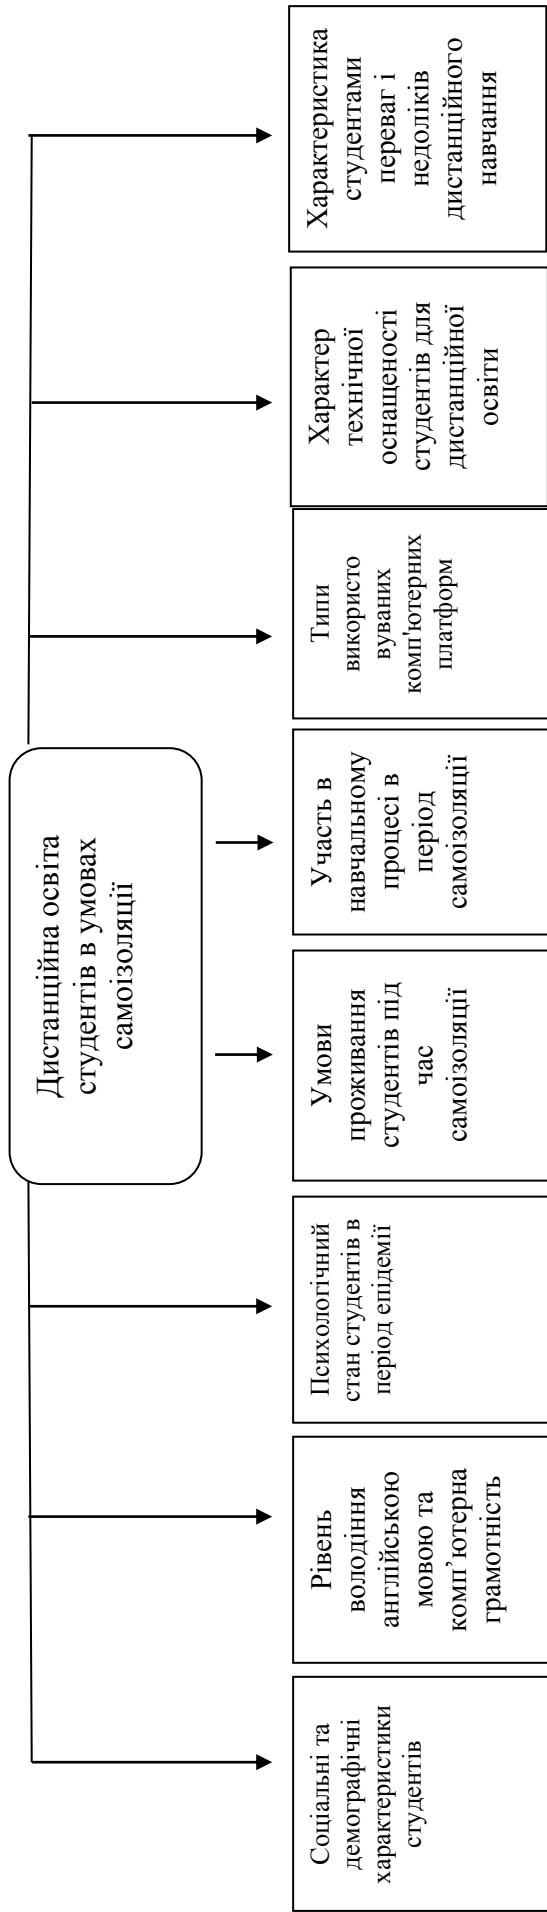 Дистанційна освіта
студентів в умовах
самоізоляції
Соціальні та
демографічні
характеристики
студентів
Рівень
володіння
англійською
мовою та
комп’ютерна
грамотність
Психологічний
стан студентів в
період епідемії
Умови
проживання
студентів під
час
самоізоляції
Участь в
навчальному
процесі в
період
самоізоляції
Типи
використо
вуваних
комп'ютерних
платформ
Характер
технічної
оснащеності
студентів для
дистанційної
освіти
Характеристика
студентами
переваг і
недоліків
дистанційного
навчання